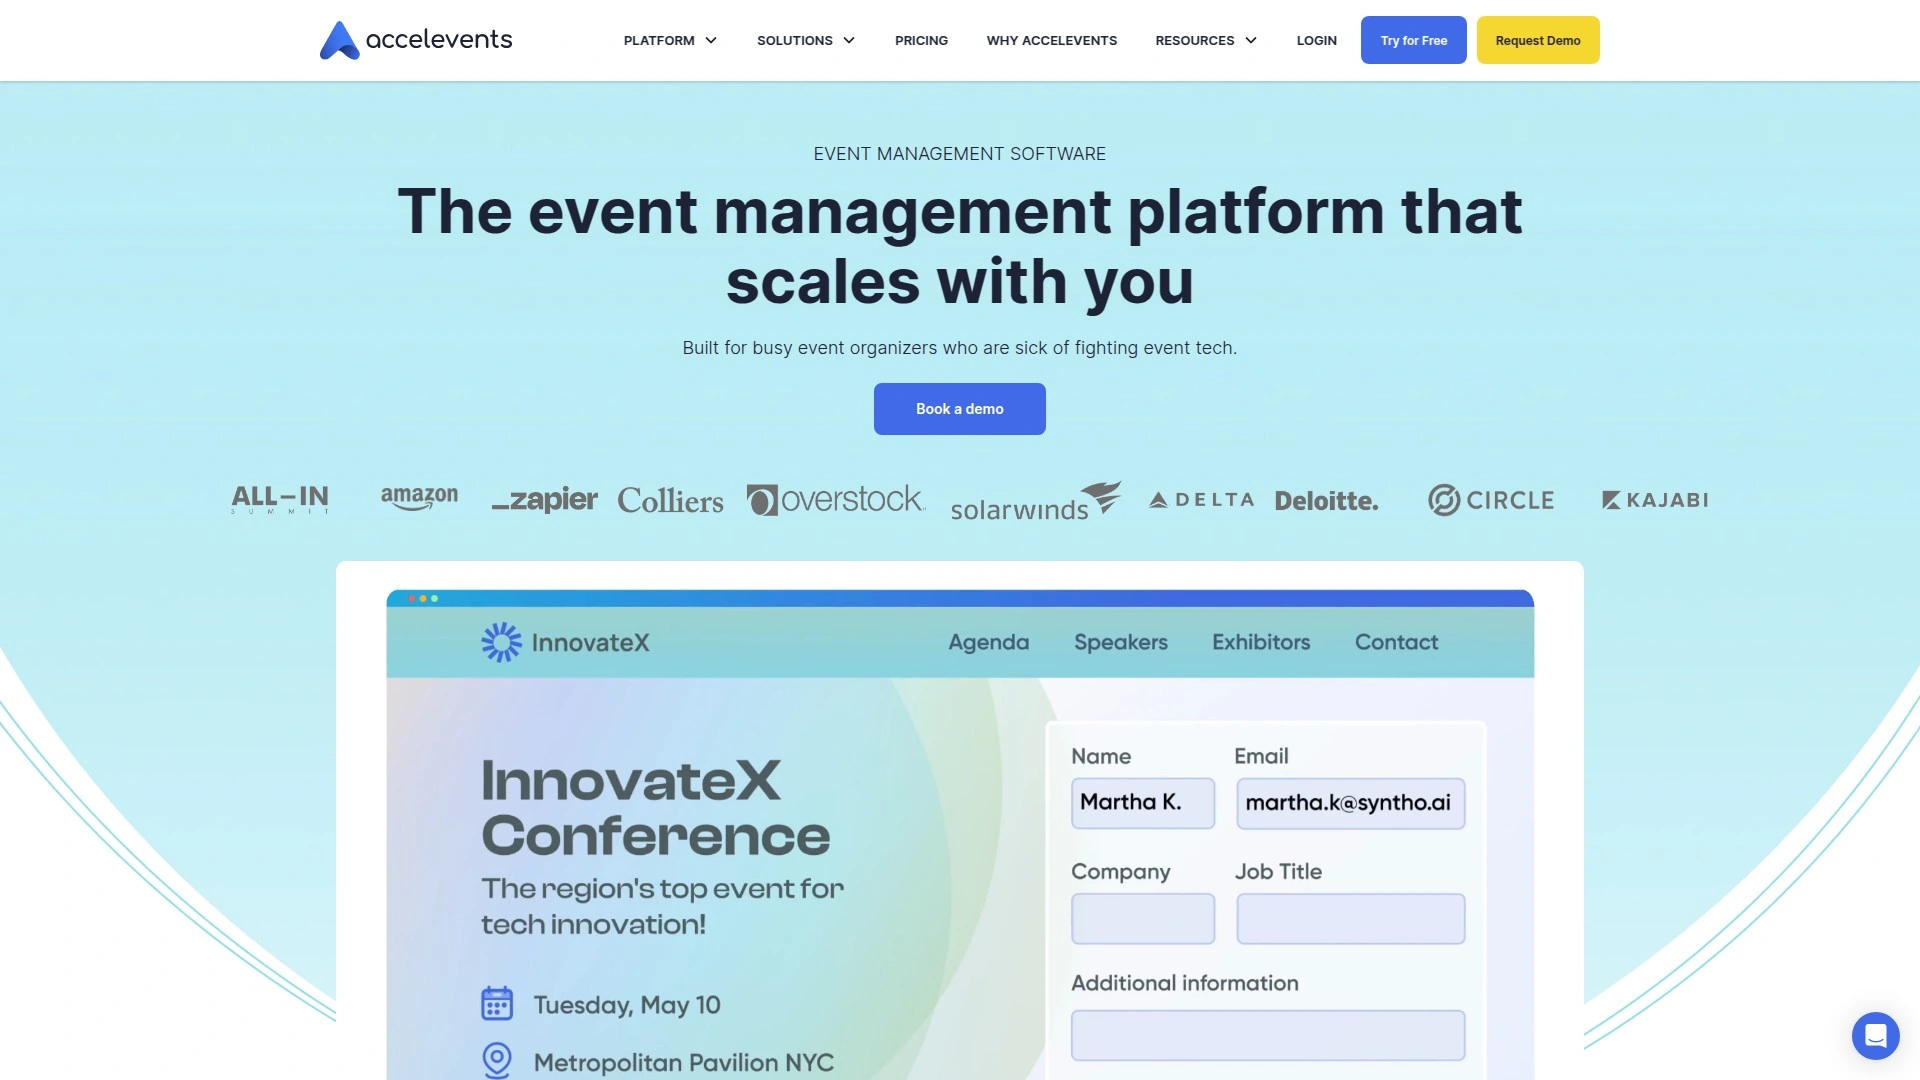 accelevents
PLATFORM
SOLUTIONS
PRICING
WHY ACCELEVENTS
RESOURCES
LOGIN
Try for Free
Request Demo
EVENT MANAGEMENT SOFTWARE
The event management platform that
scales with you
Built for busy event organizers who are sick of fighting event tech.
Book a demo
ALL-IN
SUMMIT
amazon
_zapier
Colliers
overstock.
solarwinds
DELTA
Deloitte.
CIRCLE
KAJABI
InnovateX
Agenda
Speakers
Exhibitors
Contact
InnovateX
Conference
The region's top event for
tech innovation!
Tuesday, May 10
Metropolitan Pavilion NYC
Name
Email
Martha K.
martha.k@syntho.ai
Company
Job Title
Additional information